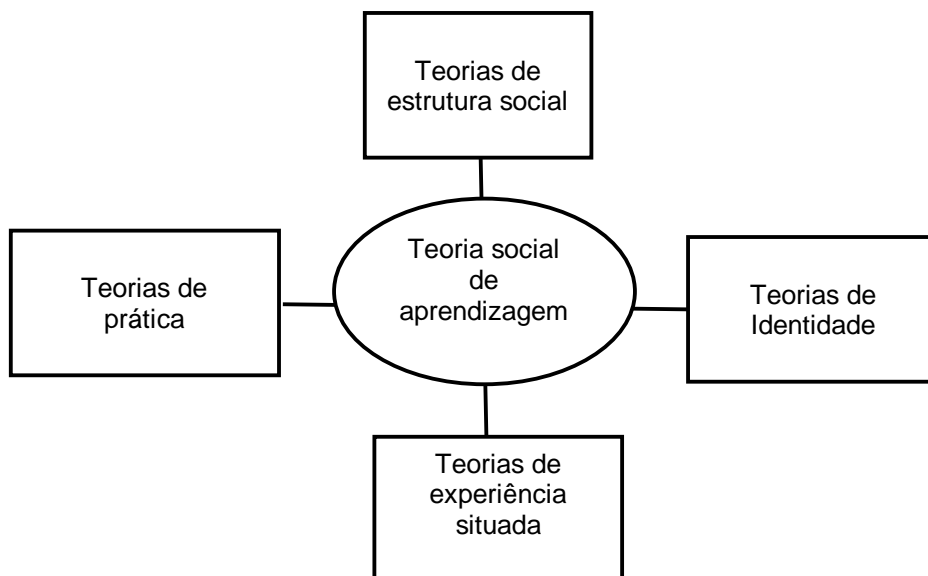 Teorias de
estrutura social
Teorias de
prática
Teoria social
de
aprendizagem
Teorias de
Identidade
Teorias de
experiência
situada